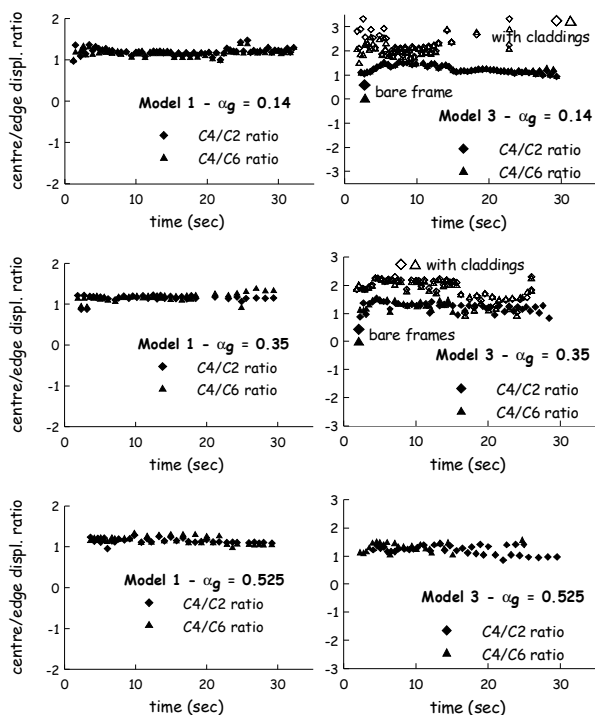 centre/edge displ. ratio
2
1
1
-1
-2
Model 1 - αg = 0.14
C4/C2 ratio
C4/C6 ratio
0 10 20 30
time (sec)
3
2
1
0
-1
-2
-3
with claddings
bare frame
Model 3 - αg = 0.14
C4/C2 ratio
C4/C6 ratio
0 10 20 30
time (sec)
centre/edge displ. ratio
2
1
0
-1
-2
Model 1 - αg = 0.35
C4/C2 ratio
C4/C6 ratio
0 10 20 30
time (sec)
3
2
1
0
-1
-2
-3
with claddings
bare frames
Model 3 - αg = 0.35
C4/C2 ratio
C4/C6 ratio
0 10 20 30
time (sec)
centre/edge displ. ratio
2
1
0
-1
-2
Model 1 - αg = 0.525
C4/C2 ratio
C4/C6 ratio
0 10 20 30
time (sec)
3
2
1
0
-1
-2
-3
Model 3 - αg = 0.525
C4/C2 ratio
C4/C6 ratio
0 10 20 30
time (sec)